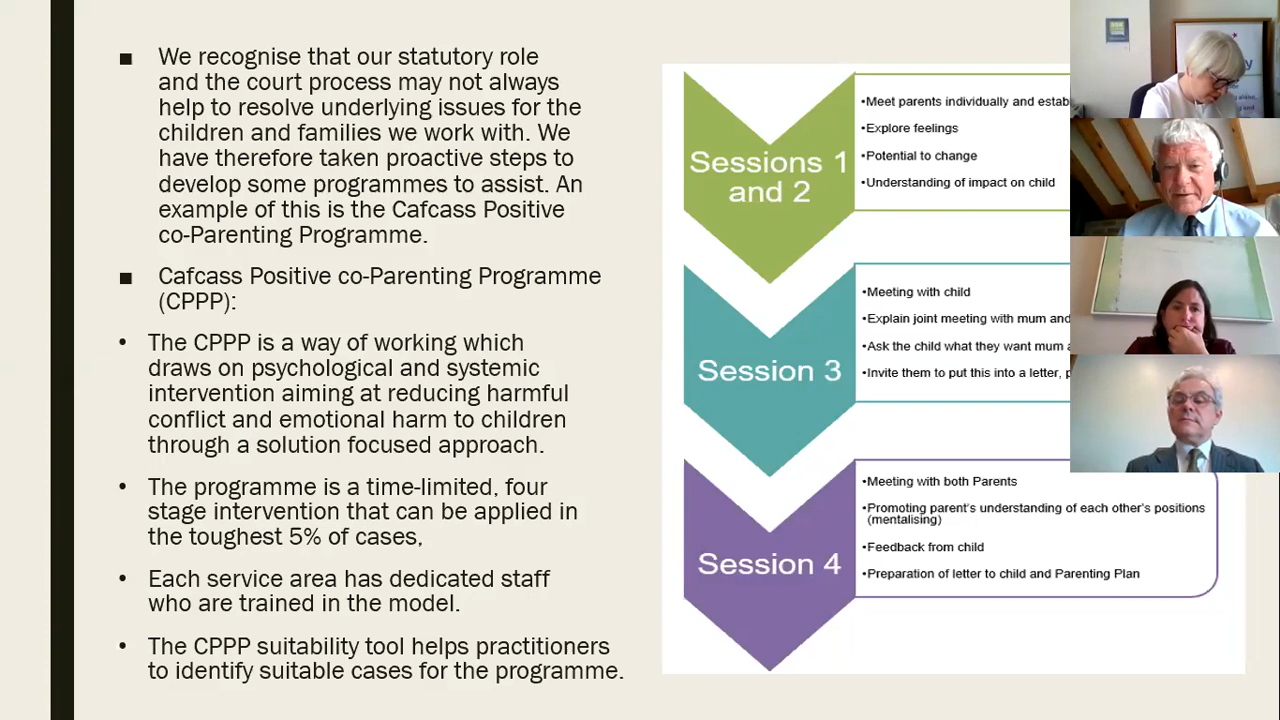 ■ We recognise that our statutory role
and the court process may not always
help to resolve underlying issues for the
children and families we work with. We
have therefore taken proactive steps to
develop some programmes to assist. An
example of this is the Cafcass Positive
co-Parenting Programme.
■ Cafcass Positive co-Parenting Programme
(CPPP):
• The CPPP is a way of working which
draws on psychological and systemic
intervention aiming at reducing harmful
conflict and emotional harm to children
through a solution focused approach.
• The programme is a time-limited, four
stage intervention that can be applied in
the toughest 5% of cases,
• Each service area has dedicated staff
who are trained in the model.
• The CPPP suitability tool helps practitioners
to identify suitable cases for the programme.
Sessions 1
and 2
•Meet parents individually and
•Explore feelings
•Potential to change
•Understanding of impact on child
Session 3
•Meeting with child
•Explain joint meeting with mum and
•Ask the child what they want mum
•Invite them to put this into a letter,
Session 4
•Meeting with both Parents
•Promoting parent's understanding of each other's positions
(mentalising)
•Feedback from child
•Preparation of letter to child and Parenting Plan